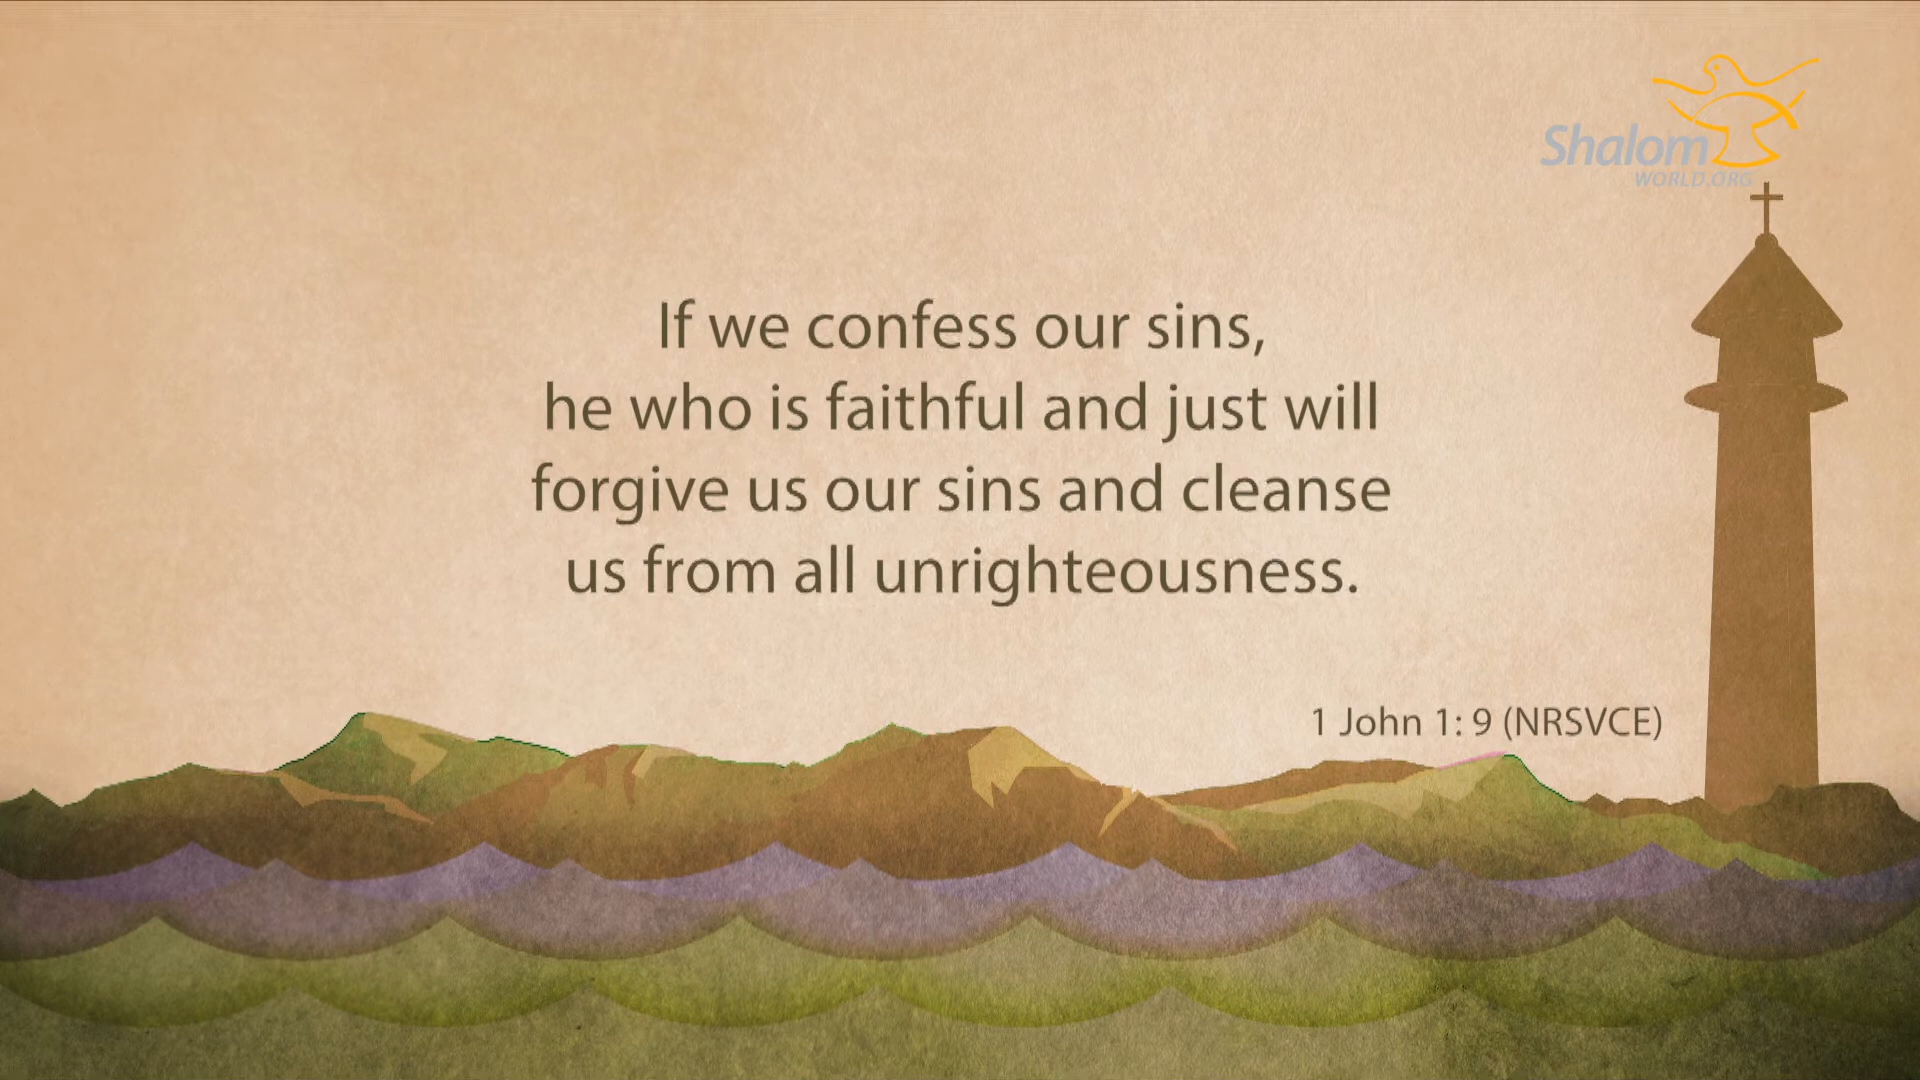 Shalom
WORLD.ORG
If we confess our sins,
he who is faithful and just will
forgive us our sins and cleanse
us from all unrighteousness.
1 John 1: 9 (NRSVCE)